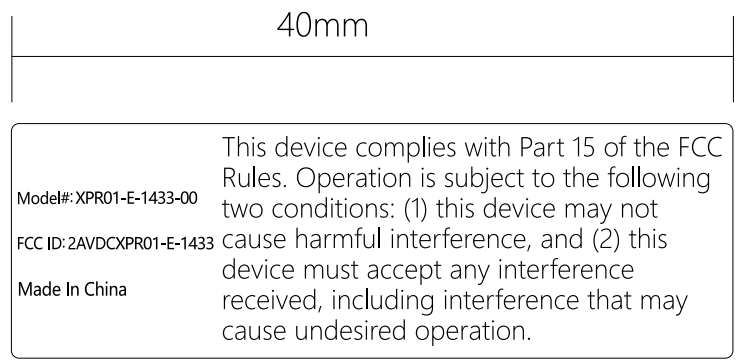 40mm
Model#: XPR01-E-1433-00
FCC ID: 2AVDCXPR01-E-1433
Made In China
This device complies with Part 15 of the FCC
Rules. Operation is subject to the following
two conditions: (1) this device may not
cause harmful interference, and (2) this
device must accept any interference
received, including interference that may
cause undesired operation.